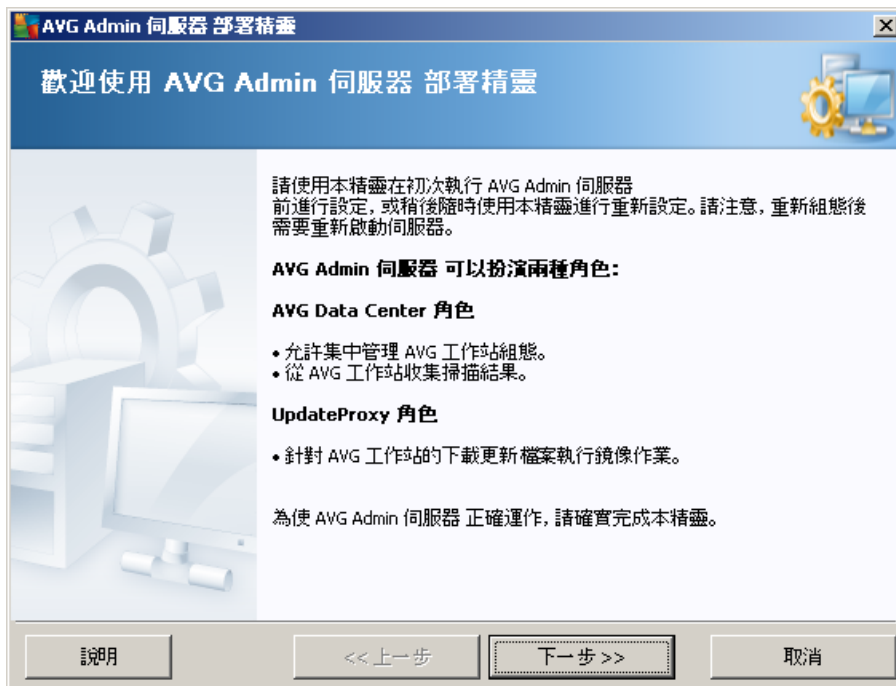 AVG Admin 伺服器 部署精靈
歡迎使用 AVG Admin 伺服器 部署精靈
請使用本精靈在初次執行 AVG Admin 伺服器
前進行設定，或稍後隨時使用本精靈進行重新設定。請注意，重新組態後
需要重新啟動伺服器。
AVG Admin 伺服器 可以扮演兩種角色：
AVG Data Center 角色
• 允許集中管理 AVG 工作站組態。
• 從 AVG 工作站收集掃描結果。
UpdateProxy 角色
• 針對 AVG 工作站的下載更新檔案執行鏡像作業。
為使 AVG Admin 伺服器 正確運作，請確實完成本精靈。
說明
<< 上一步
下一步 >>
取消